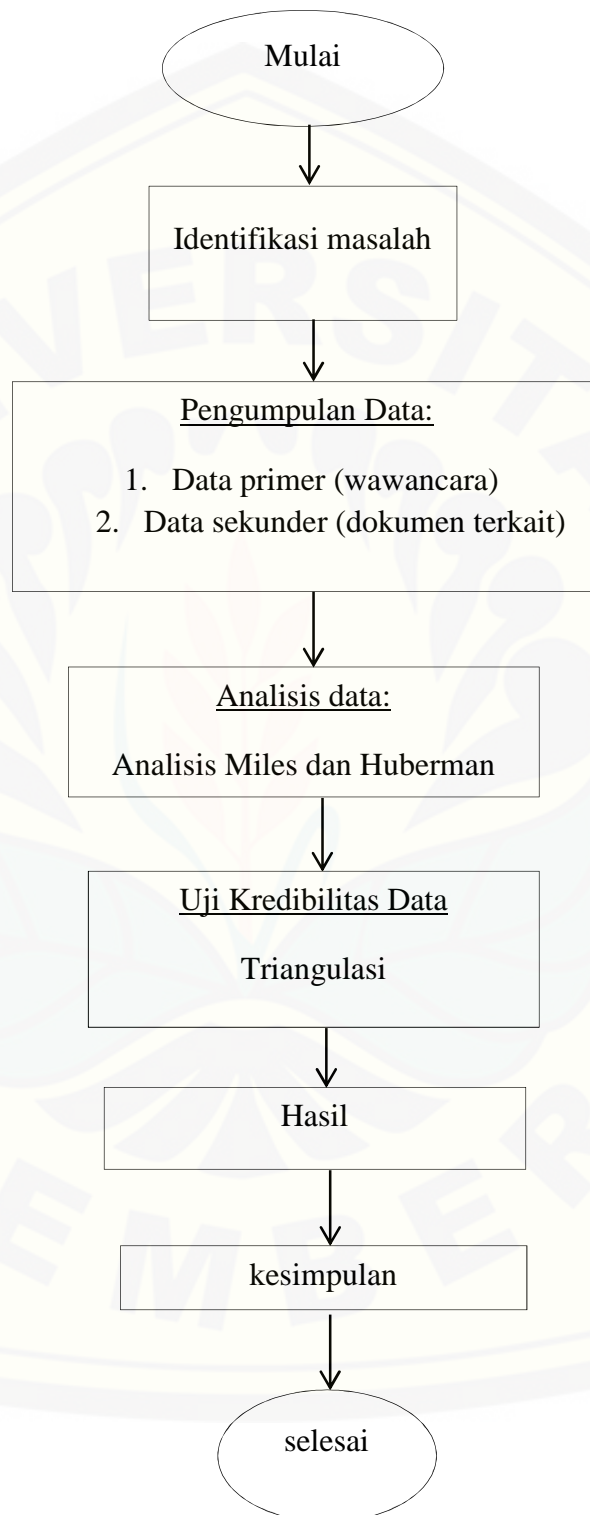 Mulai
Identifikasi masalah
Pengumpulan Data:
1. Data primer (wawancara)
2. Data sekunder (dokumen terkait)
Analisis data:
Analisis Miles dan Huberman
Uji Kredibilitas Data
Triangulasi
Hasil
kesimpulan
selesai